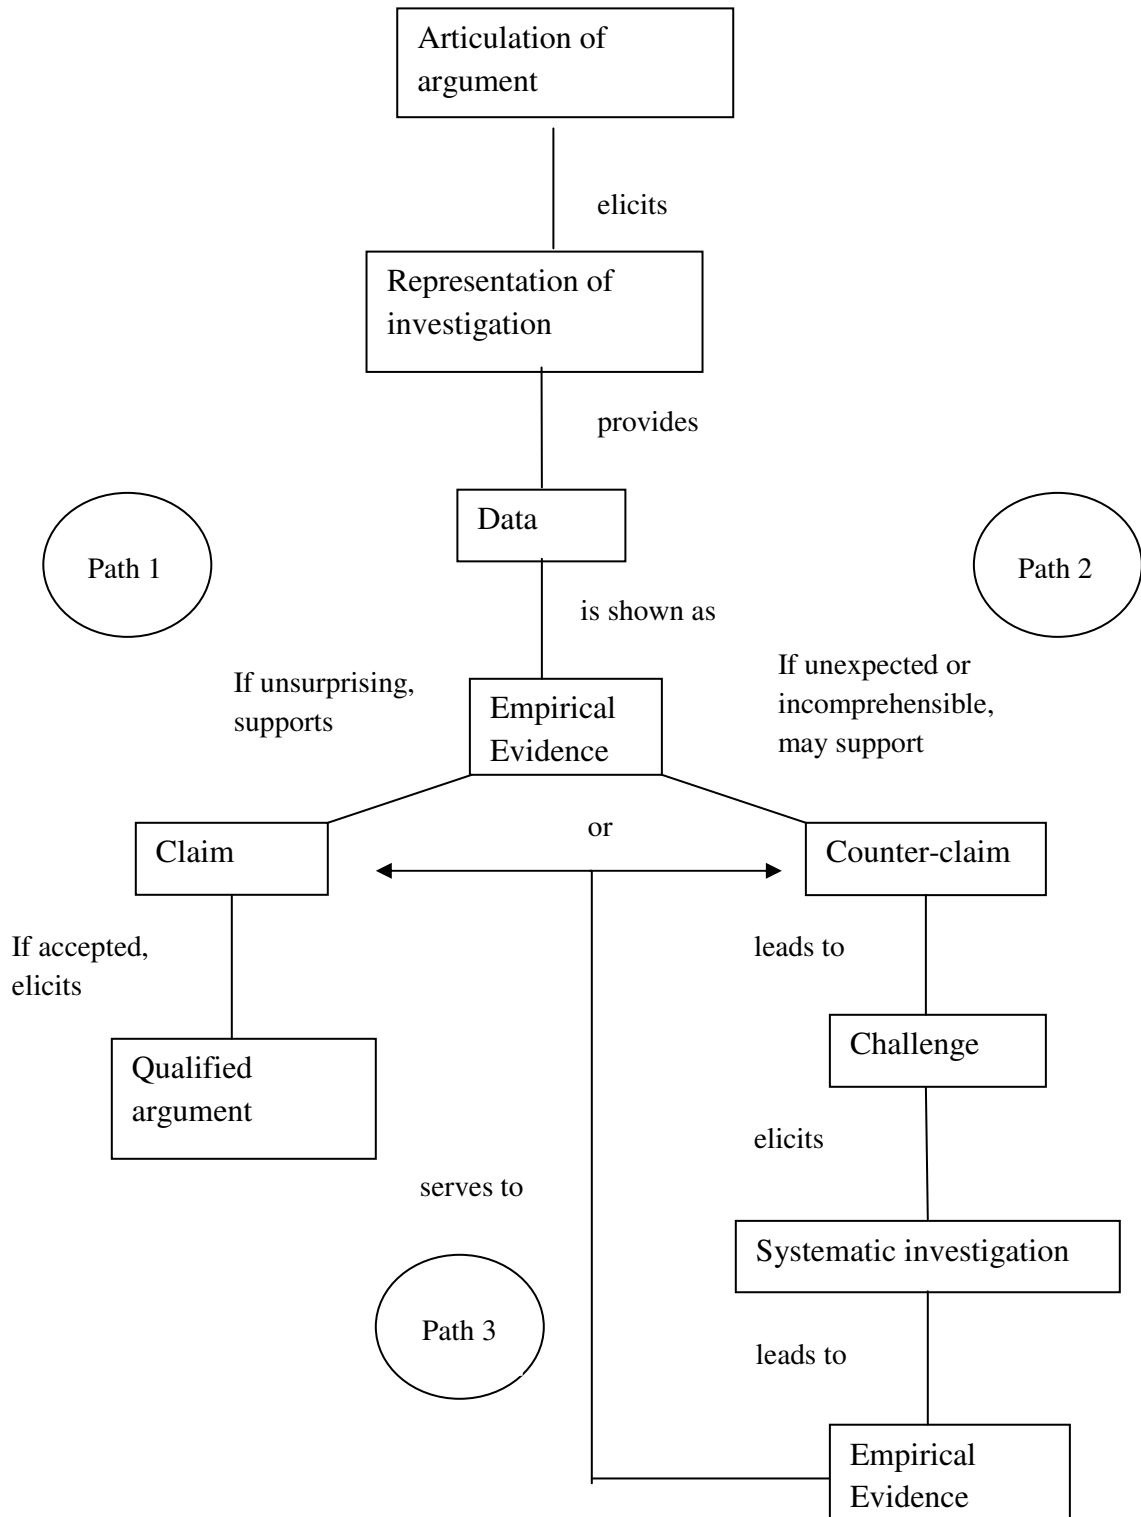 Articulation of
argument
elicits
Representation of
investigation
provides
Data
Path 1
Path 2
is shown as
If unsurprising,
supports
If unexpected or
incomprehensible,
may support
Empirical
Evidence
or
Claim
Counter-claim
If accepted,
elicits
leads to
Qualified
argument
Challenge
elicits
serves to
Systematic investigation
Path 3
leads to
Empirical
Evidence